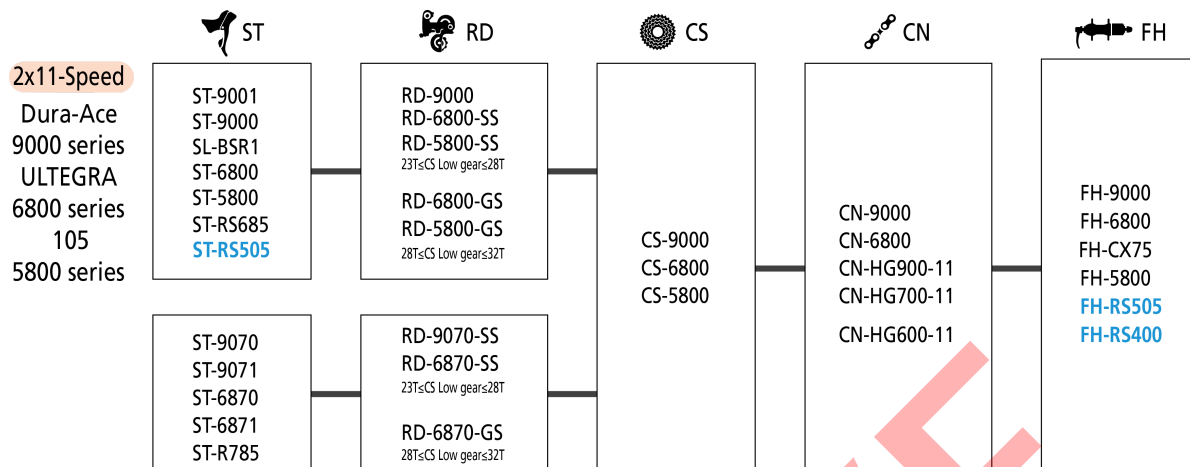 ST
RD
CS
CN
FH
2x11-Speed
Dura-Ace
9000 series
ULTEGRA
6800 series
105
5800 series
ST-9001
ST-9000
SL-BSR1
ST-6800
ST-5800
ST-RS685
ST-RS505
RD-9000
RD-6800-SS
RD-5800-SS
23T≤CS Low gear≤28T
RD-6800-GS
RD-5800-GS
28T≤CS Low gear≤32T
ST-9070
ST-9071
ST-6870
ST-6871
ST-R785
RD-9070-SS
RD-6870-SS
23T≤CS Low gear≤28T
RD-6870-GS
28T≤CS Low gear≤32T
CS-9000
CS-6800
CS-5800
CN-9000
CN-6800
CN-HG900-11
CN-HG700-11
CN-HG600-11
FH-9000
FH-6800
FH-CX75
FH-5800
FH-RS505
FH-RS400